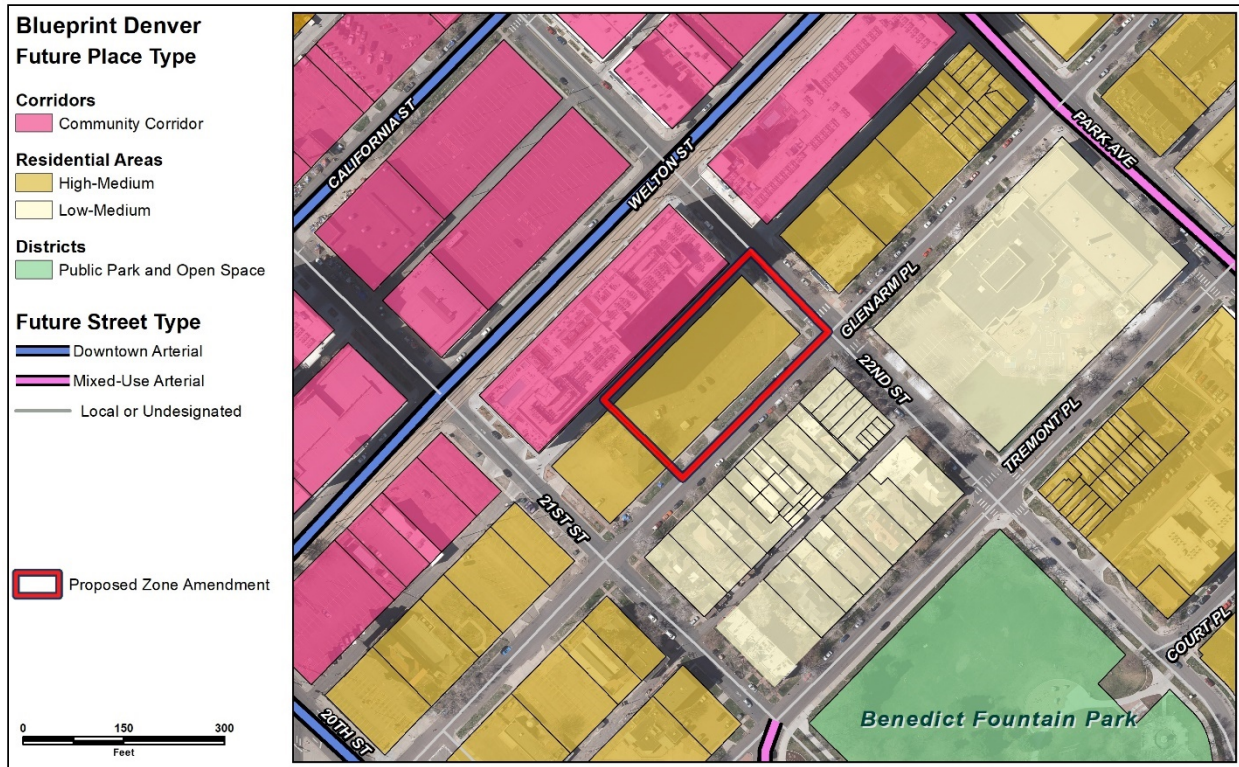 Blueprint Denver
Future Place Type
Corridors
Community Corridor
Residential Areas
High-Medium
Low-Medium
Districts
Public Park and Open Space
Future Street Type
Downtown Arterial
Mixed-Use Arterial
Local or Undesignated
Proposed Zone Amendment
0 150 300
Feet
CALIFORNIA ST
WELTON ST
PARK AVE
GLENARM PL
22ND ST
TREMONT PL
21ST ST
COURT PL
20TH ST
Benedict Fountain Park